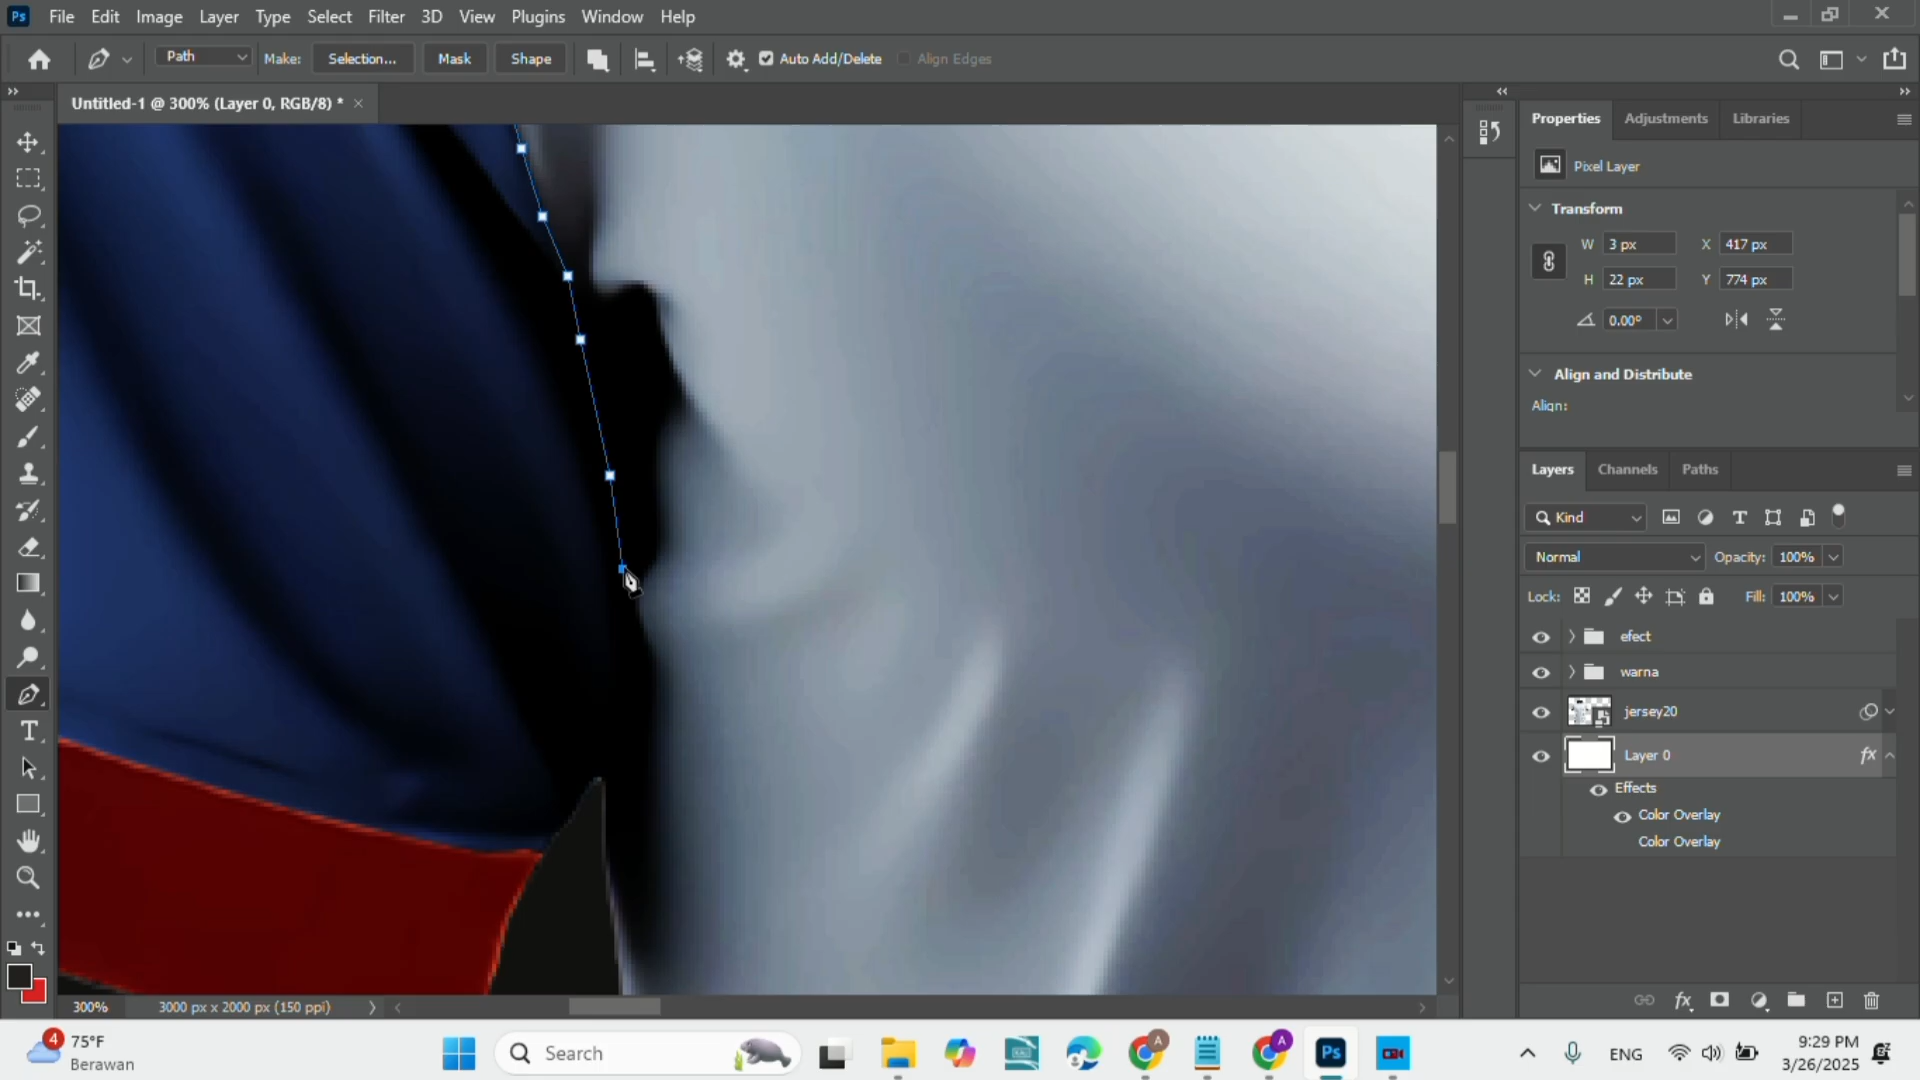 Ps File Edit Image Layer Type Select Filter 3D View Plugins Window Help
Path Make: Selection... Mask Shape Auto Add/Delete Align Edges
Untitled-1 @ 300% (Layer 0, RGB/8) *
Properties Adjustments Libraries
Pixel Layer
Transform
W 3 px X 417 px
H 22 px Y 774 px
0.00°
Align and Distribute
Align:
Layers Channels Paths
Kind
Normal Opacity: 100%
Lock: Fill: 100%
efect
warna
jersey20
Layer 0 fx
Effects
Color Overlay
Color Overlay
300% 3000 px x 2000 px (150 ppi)
fx
4 75°F
Berawan
Search
A
A
Ps
ENG
9:29 PM
3/26/2025